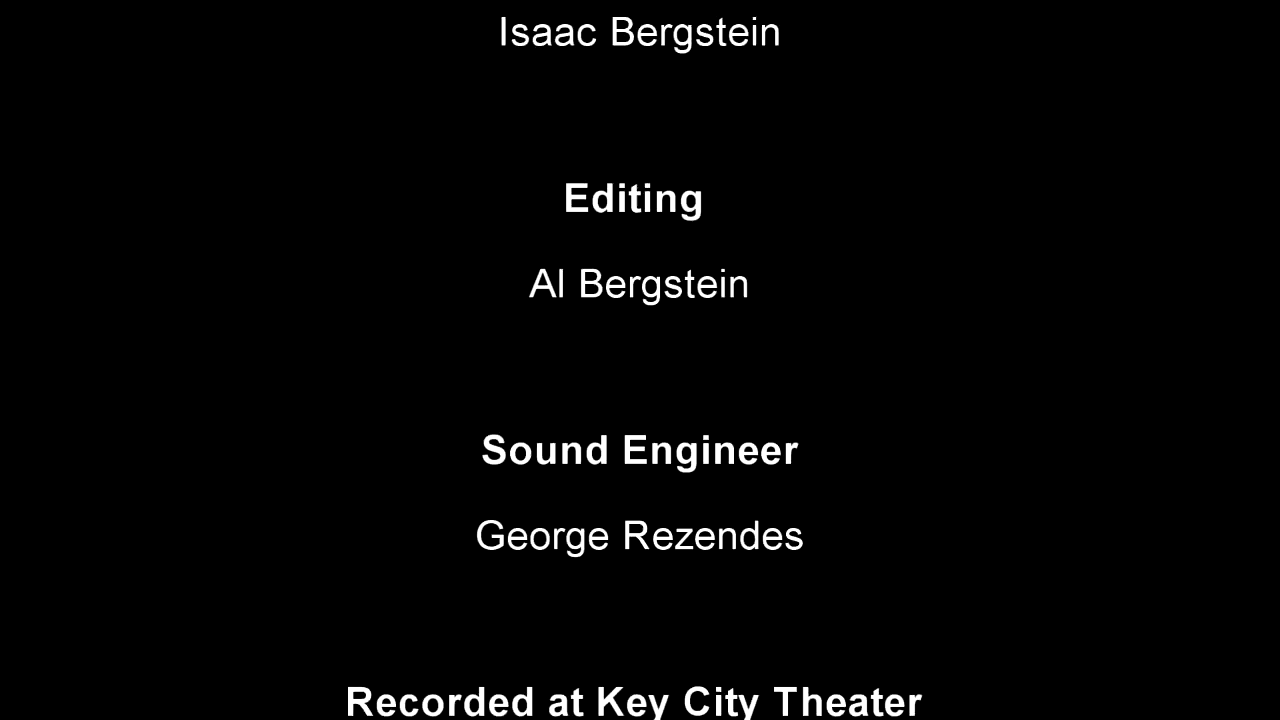 Isaac Bergstein
Editing
Al Bergstein
Sound Engineer
George Rezendes
Recorded at Key City Theater